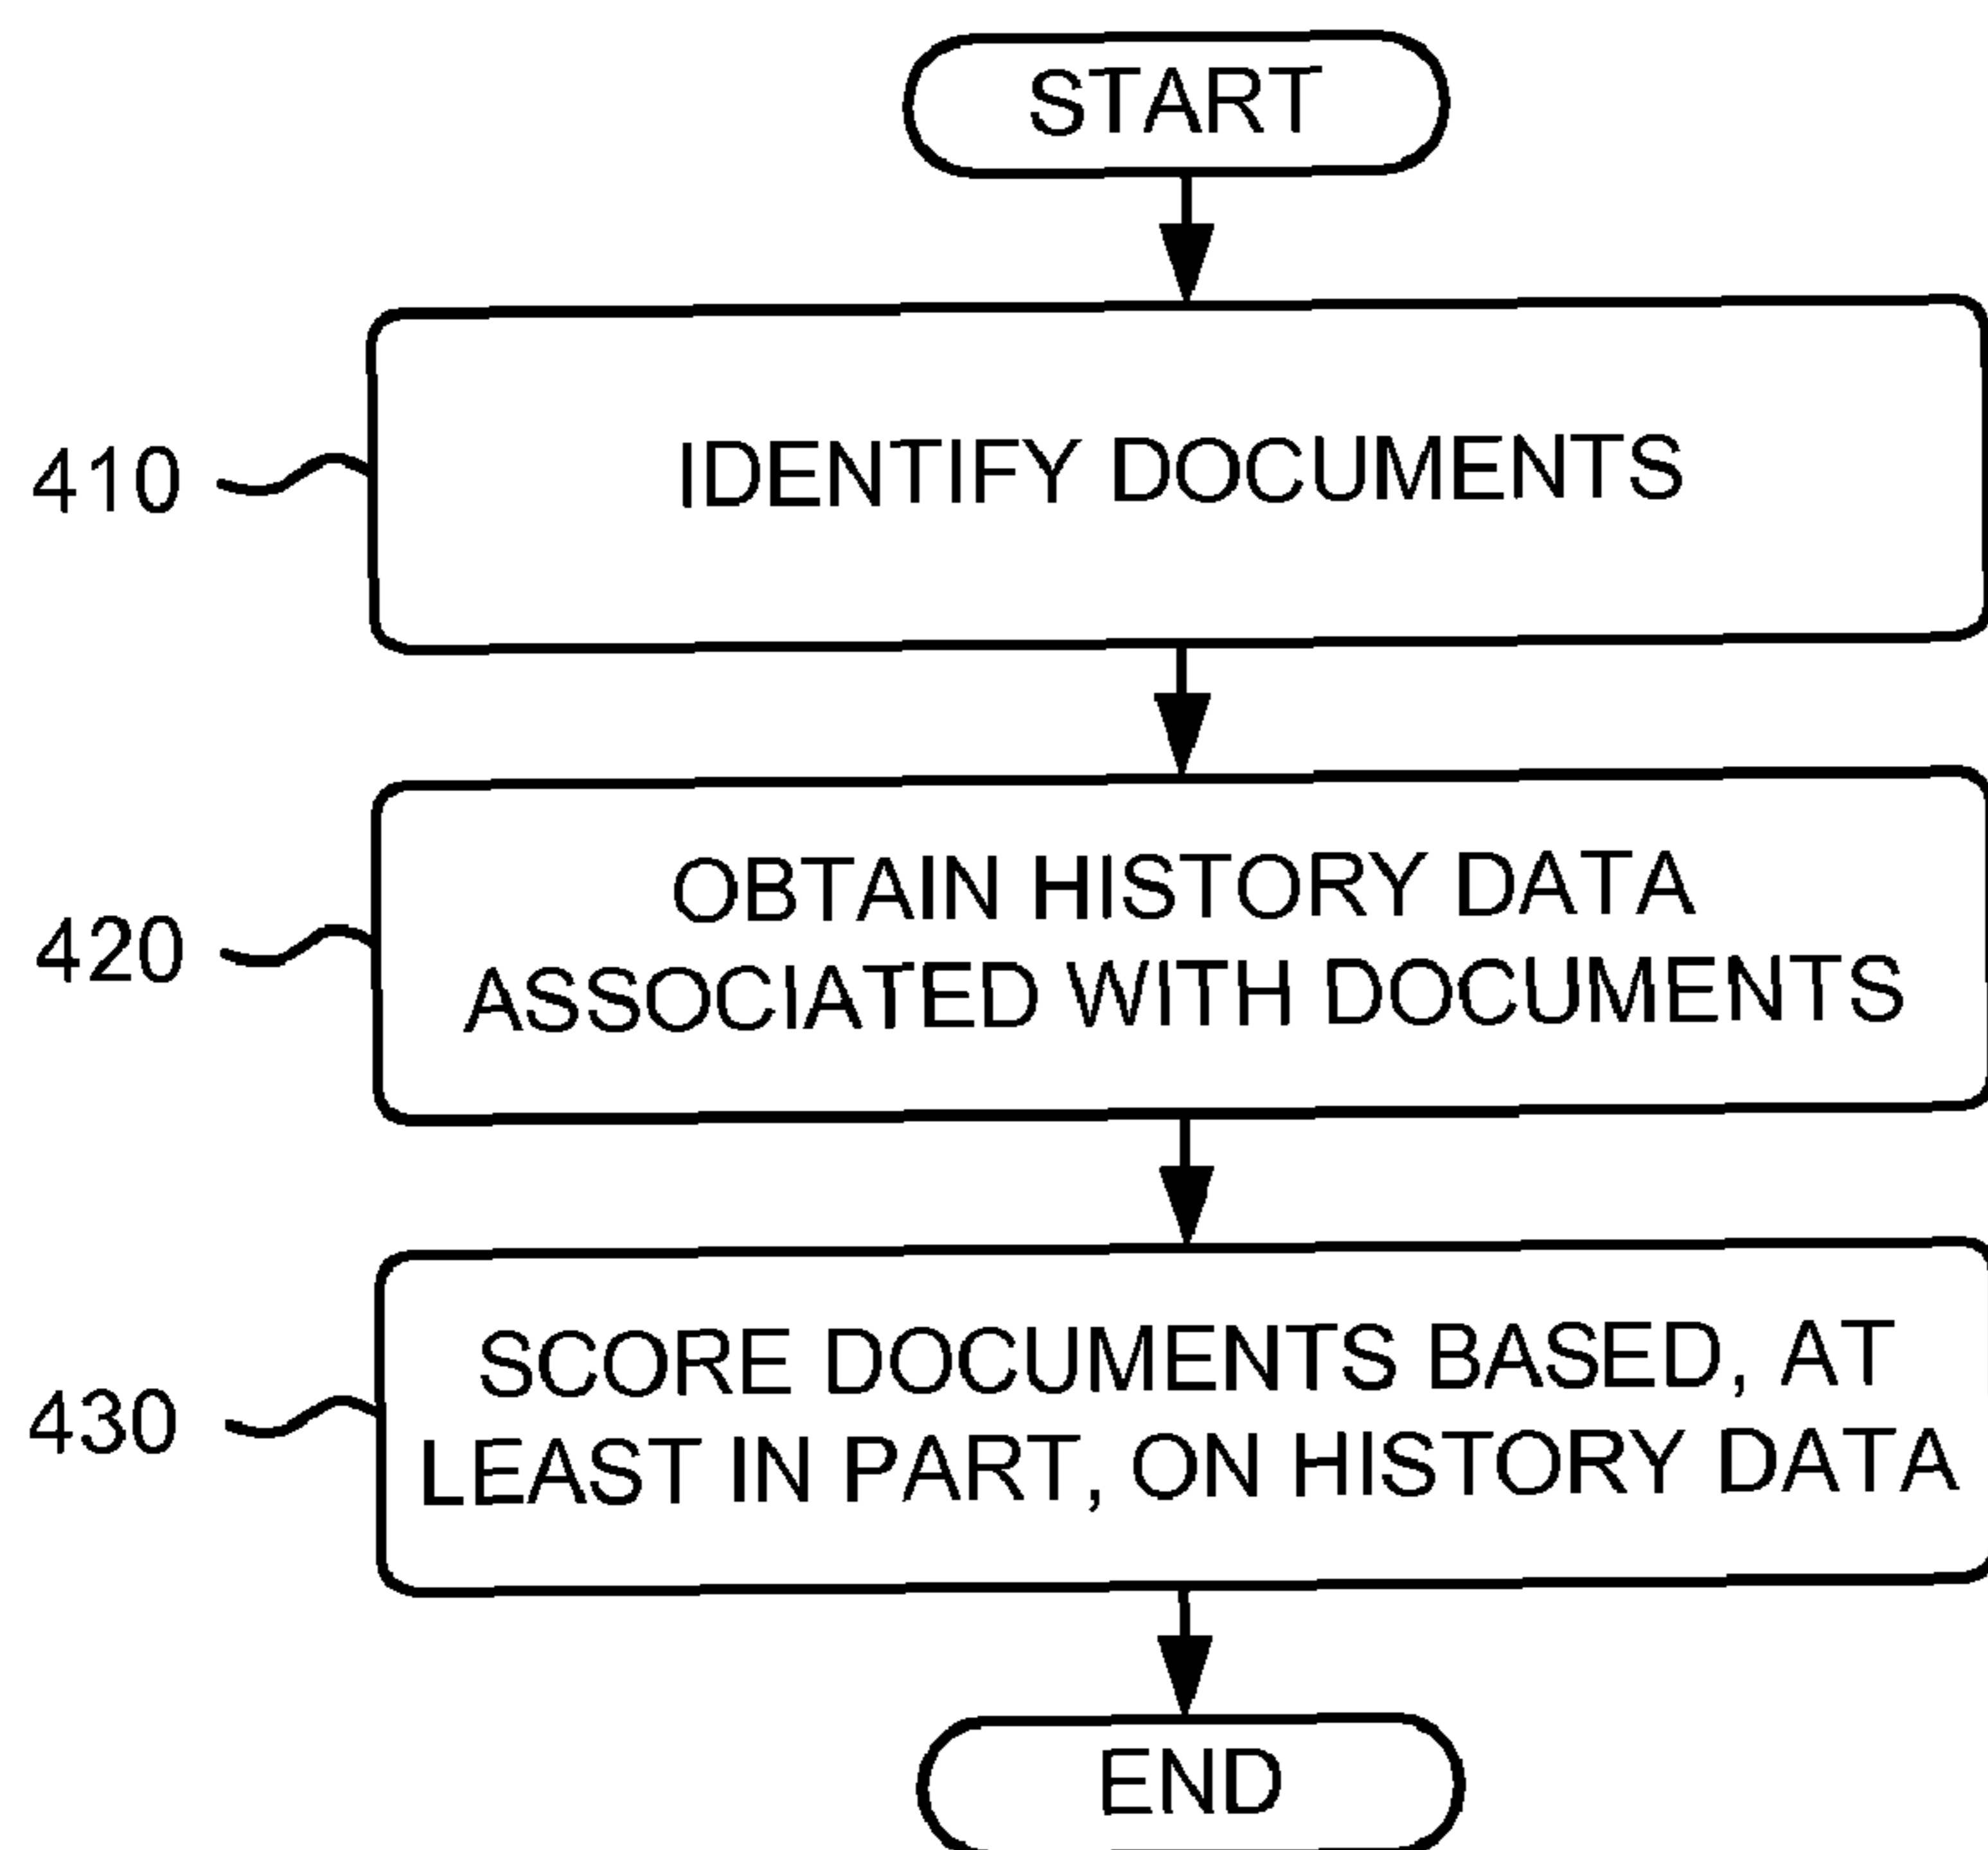 START
410
IDENTIFY DOCUMENTS
420
OBTAIN HISTORY DATA
ASSOCIATED WITH DOCUMENTS
430
SCORE DOCUMENTS BASED, AT
LEAST IN PART, ON HISTORY DATA
END